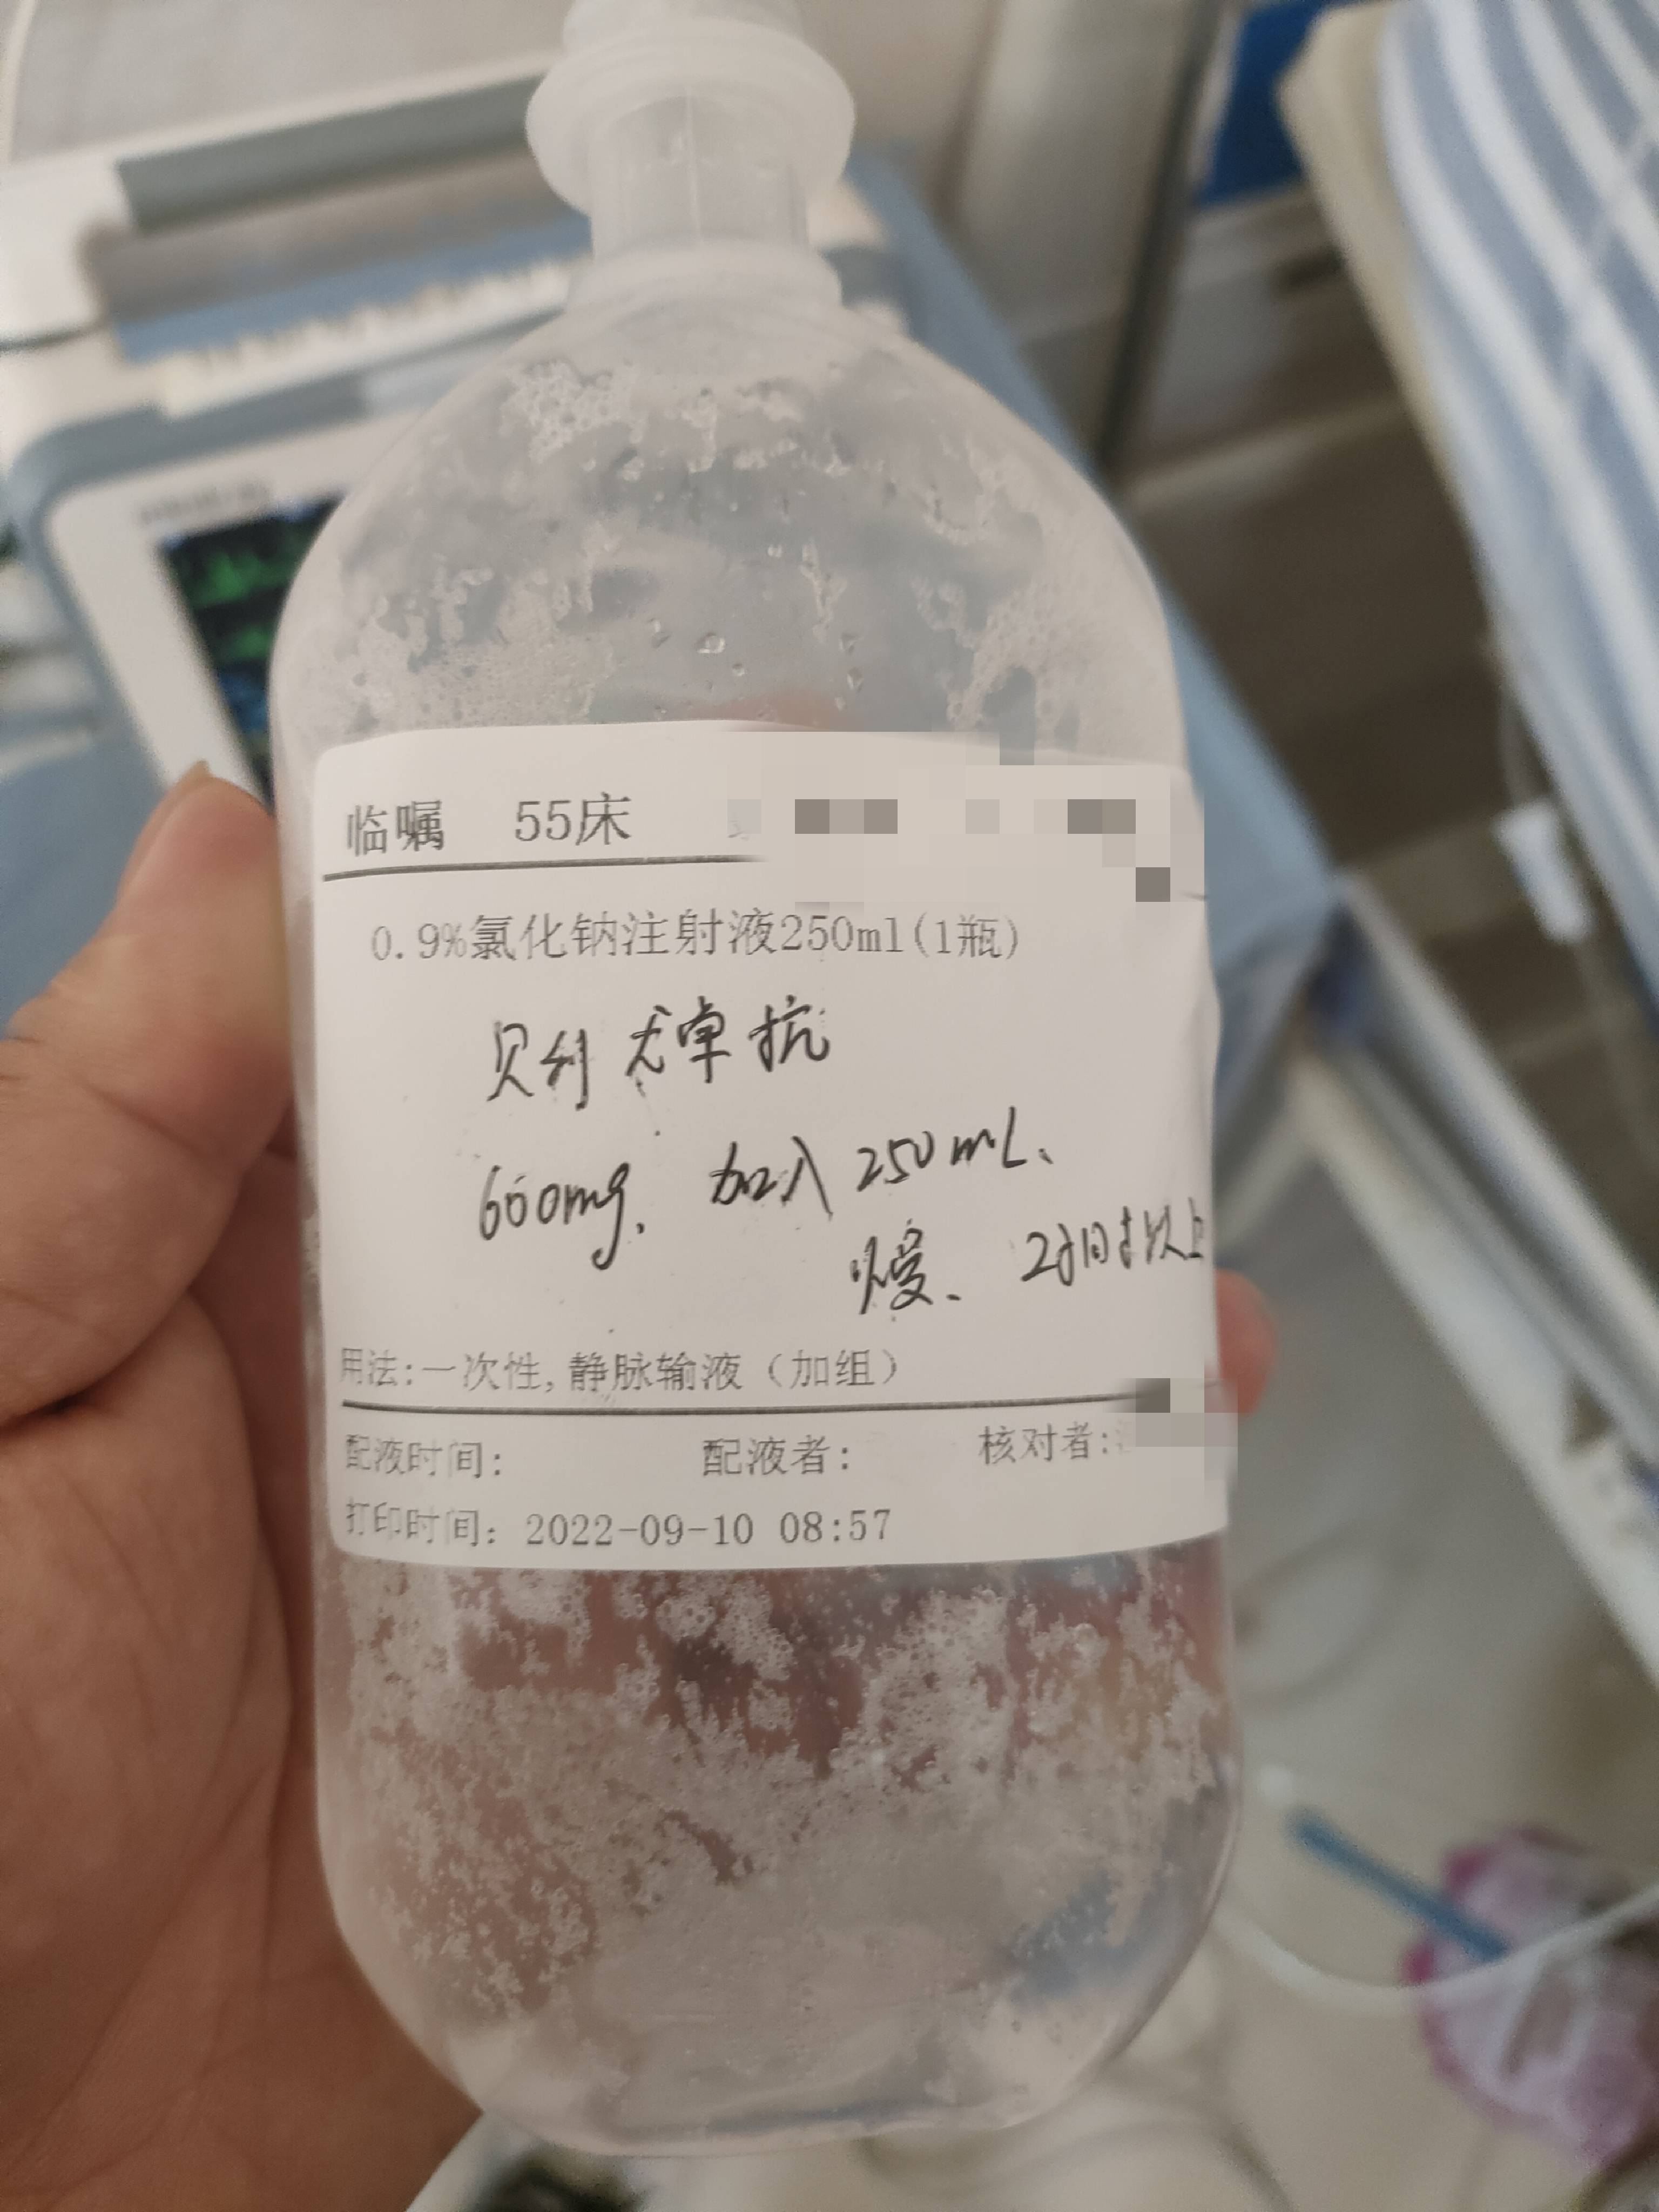 临嘱 55床
0.9%氯化钠注射液250ml(1瓶)
贝利尤单抗
600mg. 加入250mL、
慢、2小时以上
用法:一次性,静脉输液（加组）
配液时间: 配液者: 核对者:
打印时间: 2022-09-10 08:57